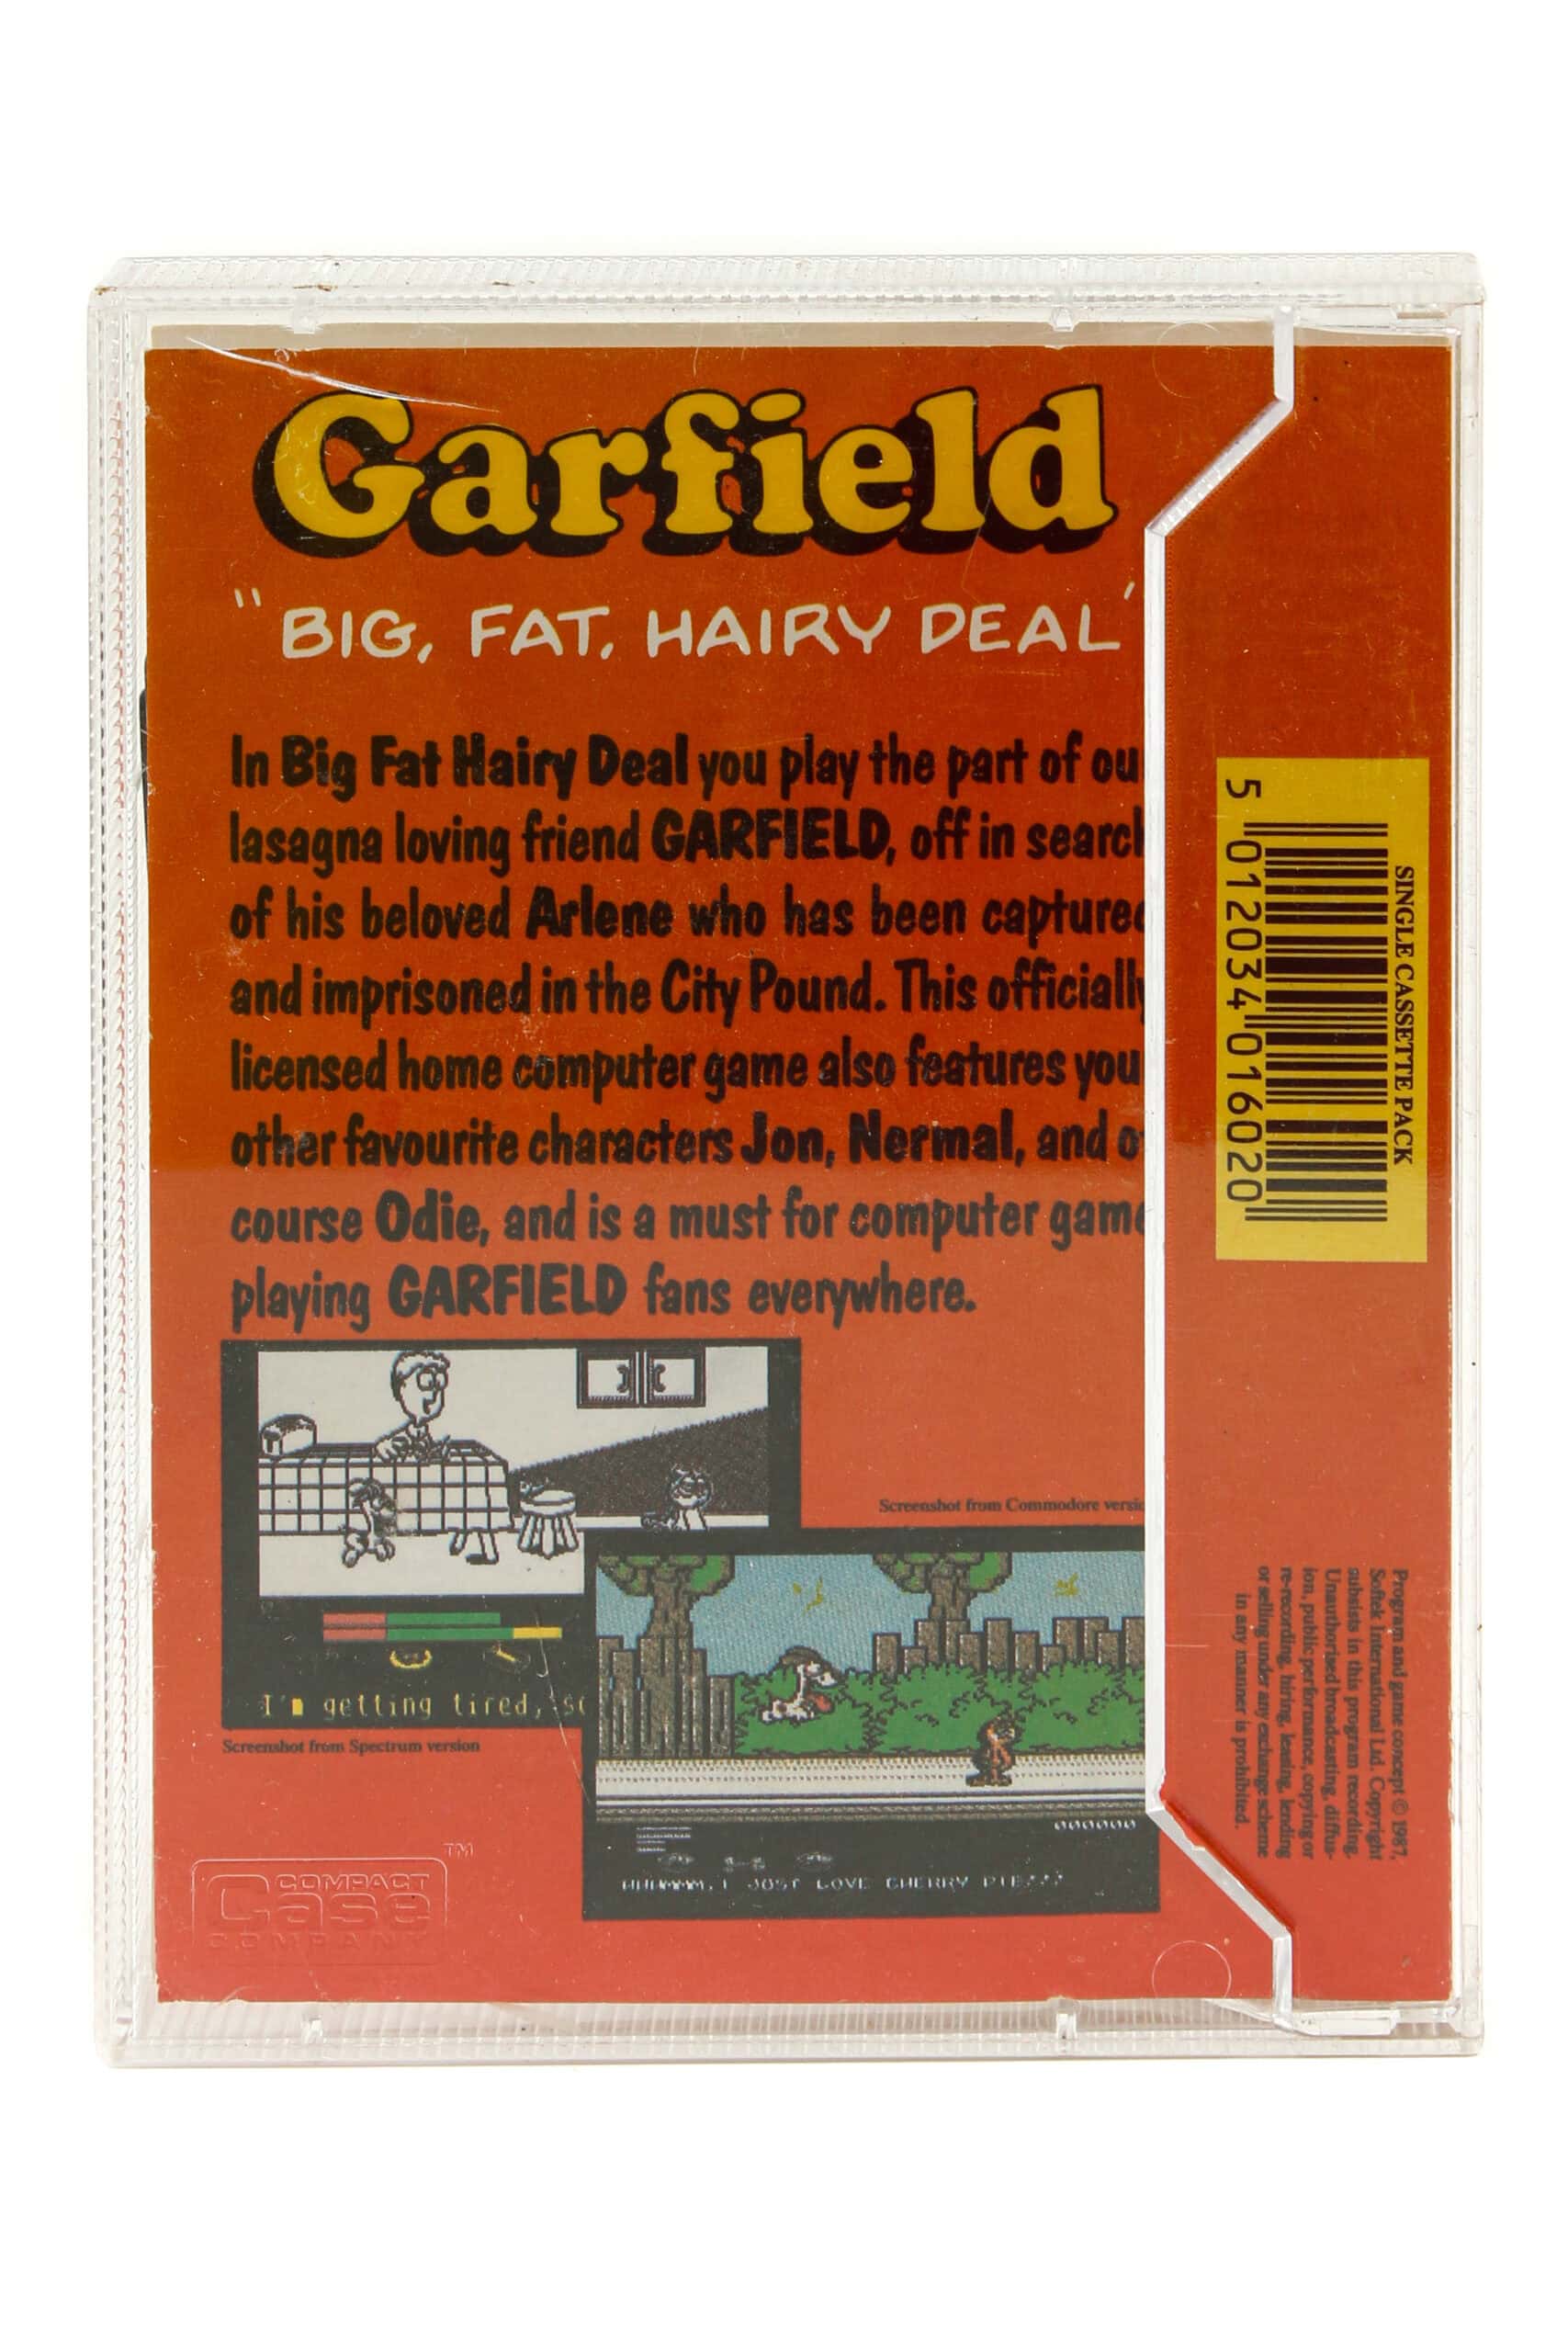 Garfield
"BIG, FAT, HAIRY DEAL'
In Big Fat Hairy Deal you play the part of ou
lasagna loving friend GARFIELD, off in search
of his beloved Arlene who has been captured
and imprisoned in the City Pound. This officially
licensed home computer game also features you
other favourite characters Jon, Nermal, and o
course Odie, and is a must for computer game
playing GARFIELD fans everywhere.
Screenshot from Commodore versio
I'm getting tired, so
Screenshot from Spectrum version
000000
I JUST LOVE CHERRY PIE
COMPACT
Case
COMPANY
TM
SINGLE CASSETTE PACK
5 012034 016020
Program and game concept © 1987,
Softek International Ltd. Copyright
subsists in this program recording.
Unauthorised broadcasting, diffus-
ion, public performance, copying or
re-recording, hiring, leasing, lending
or selling under any exchange scheme
in any manner is prohibited.